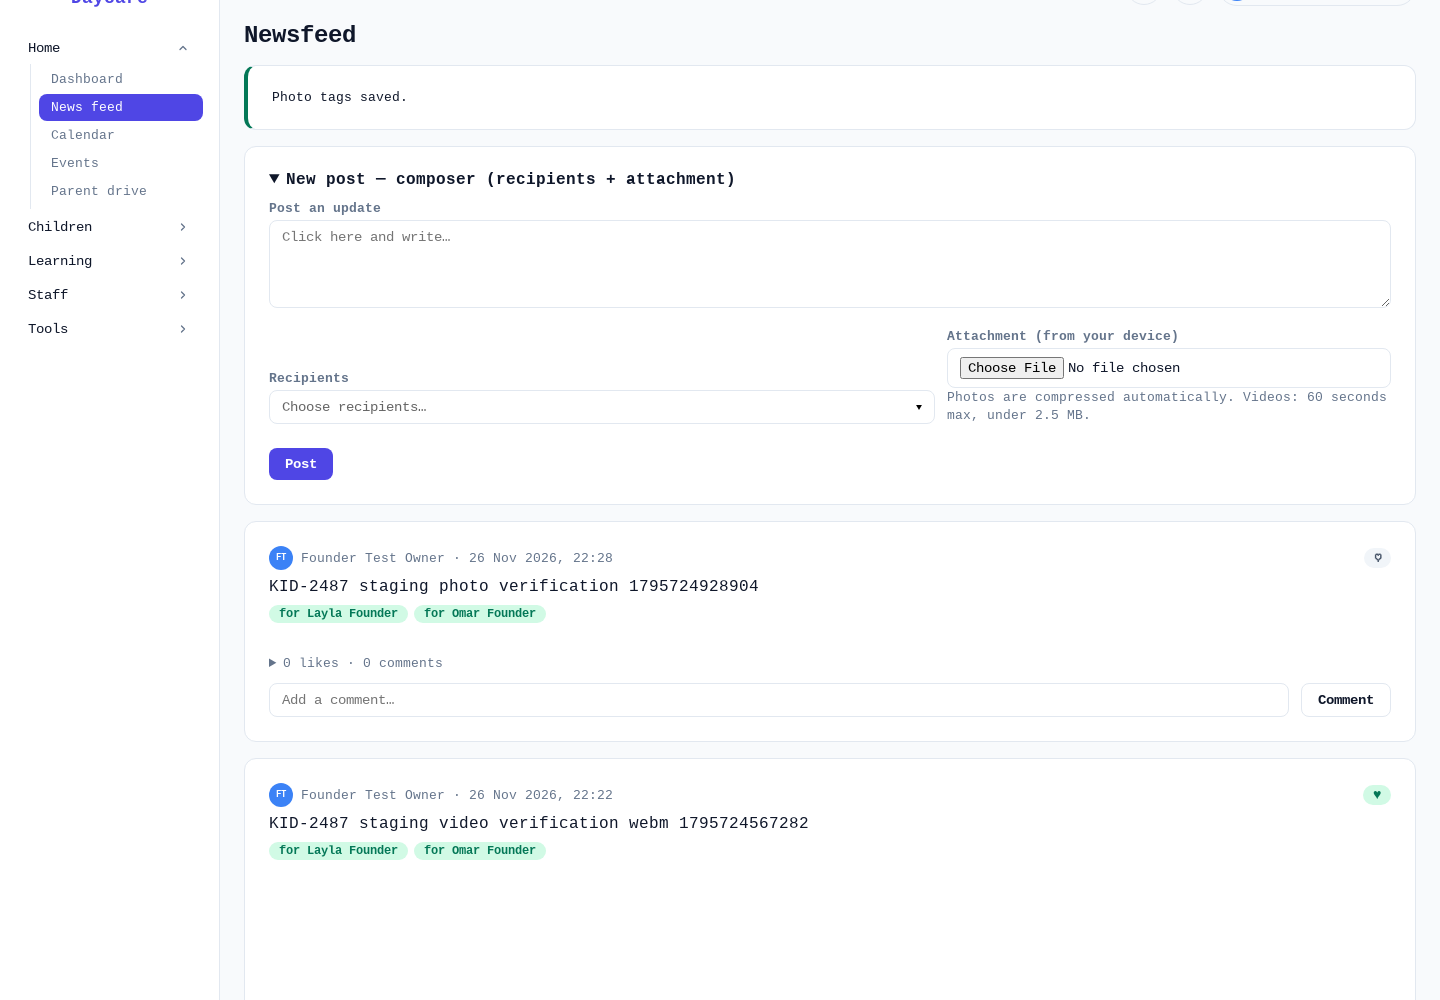 Daycare
Home
Dashboard
News feed
Calendar
Events
Parent drive
Children
Learning
Staff
Tools
Newsfeed
Photo tags saved.
New post — composer (recipients + attachment)
Post an update
Click here and write…
Recipients
Choose recipients…
Attachment (from your device)
Choose File No file chosen
Photos are compressed automatically. Videos: 60 seconds
max, under 2.5 MB.
Post
FT Founder Test Owner · 26 Nov 2026, 22:28
KID-2487 staging photo verification 1795724928904
for Layla Founder for Omar Founder
0 likes · 0 comments
Add a comment… Comment
FT Founder Test Owner · 26 Nov 2026, 22:22
KID-2487 staging video verification webm 1795724567282
for Layla Founder for Omar Founder